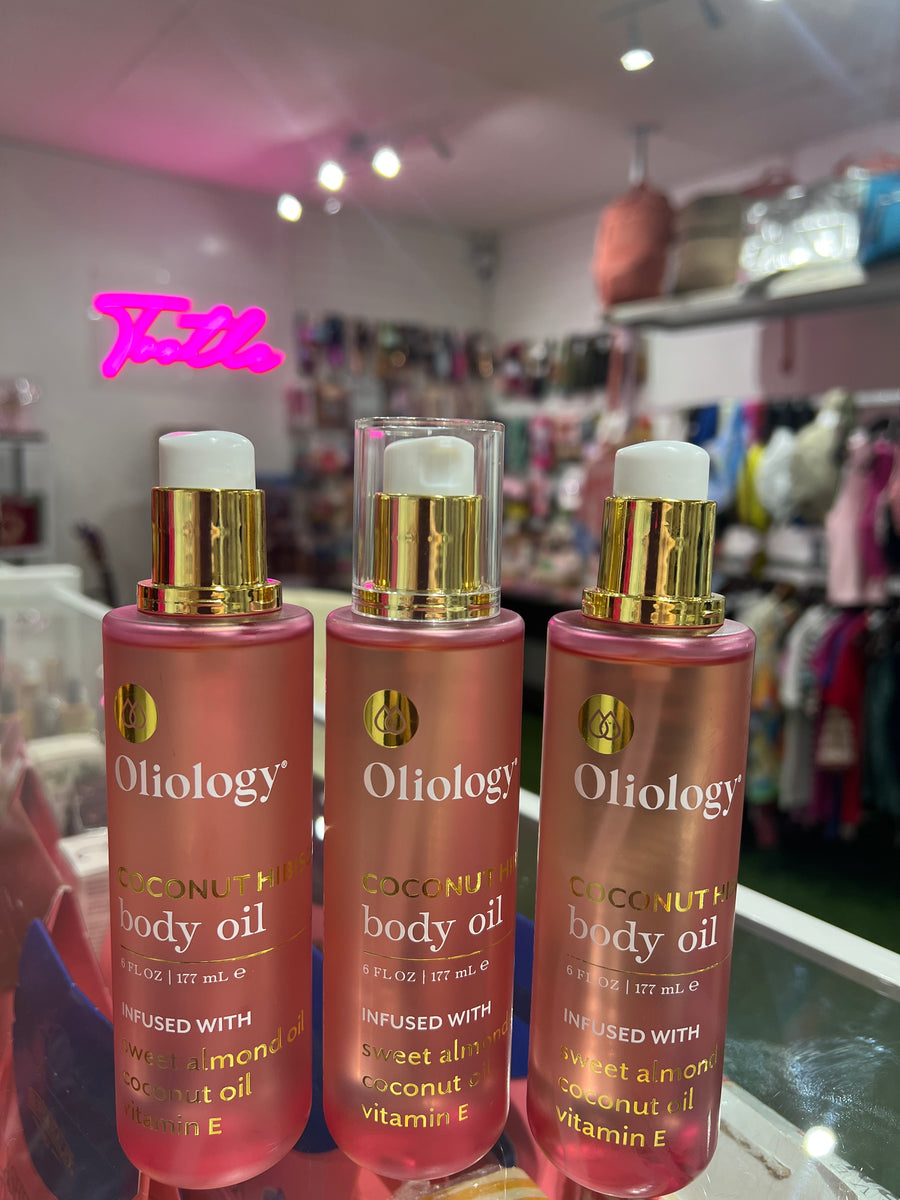 Oliology®
COCONUT HIBIS
body oil
6 FL OZ | 177 mL e
INFUSED WITH
sweet almond oil
coconut oil
vitamin E
Oliology®
COCONUT HI
body oil
6 FL OZ | 177 mL e
INFUSED WITH
sweet almond
coconut oil
vitamin E
Oliology®
COCONUT HI
body oil
6 FL OZ | 177 mL e
INFUSED WITH
sweet almond
coconut oil
vitamin E